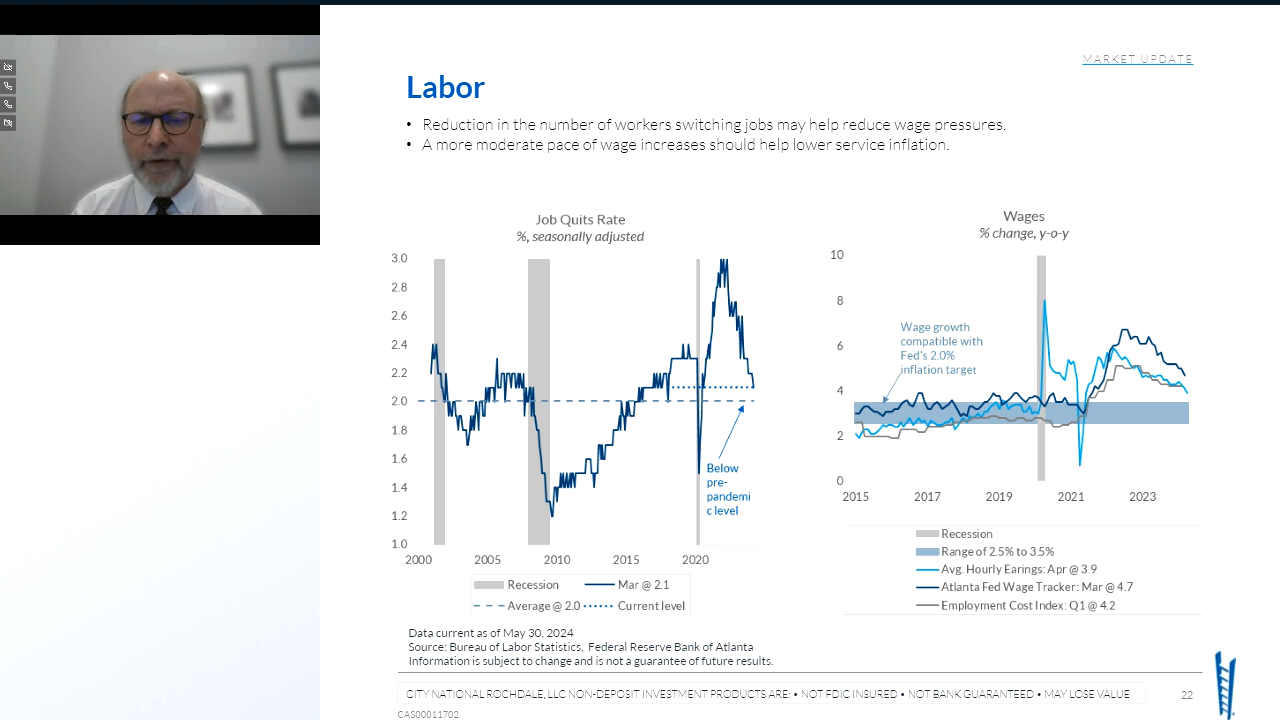 MARKET UPDATE
Labor
• Reduction in the number of workers switching jobs may help reduce wage pressures.
• A more moderate pace of wage increases should help lower service inflation.
Job Quits Rate
%, seasonally adjusted
3.0
2.8
2.6
2.4
2.2
2.0
1.8
1.6
1.4
1.2
1.0
2000
2005
2010
2015
2020
Below
pre-
pandemi
c level
Recession
Mar @ 2.1
Average @ 2.0
Current level
Wages
% change, y-o-y
10
8
6
4
2
0
2015
2017
2019
2021
2023
Wage growth
compatible with
Fed's 2.0%
inflation target
Recession
Range of 2.5% to 3.5%
Avg. Hourly Earings: Apr @ 3.9
Atlanta Fed Wage Tracker: Mar @ 4.7
Employment Cost Index: Q1 @ 4.2
Data current as of May 30, 2024
Source: Bureau of Labor Statistics, Federal Reserve Bank of Atlanta
Information is subject to change and is not a guarantee of future results.
CITY NATIONAL ROCHDALE, LLC NON-DEPOSIT INVESTMENT PRODUCTS ARE: • NOT FDIC INSURED • NOT BANK GUARANTEED • MAY LOSE VALUE
22
CAS00011702